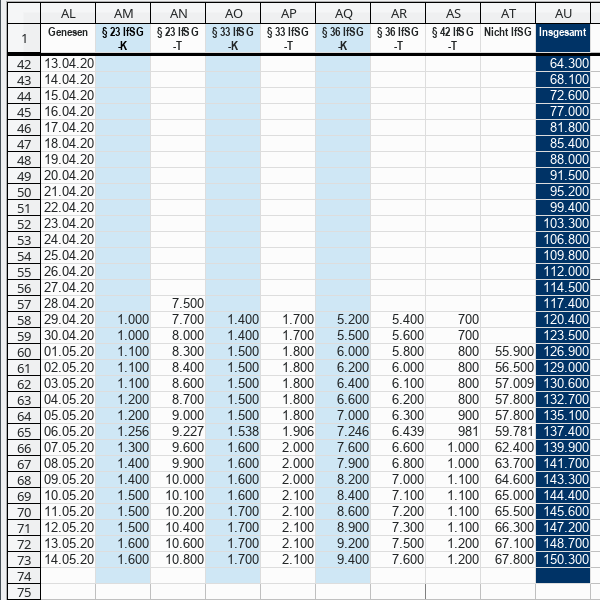 AL AM AN AO AP AQ AR AS AT AU
1 Genesen § 23 IfSG -K § 23 IfSG -T § 33 IfSG -K § 33 IfSG -T § 36 IfSG -K § 36 IfSG -T § 42 IfSG -T Nicht IfSG Insgesamt
42 13.04.20 64.300
43 14.04.20 68.100
44 15.04.20 72.600
45 16.04.20 77.000
46 17.04.20 81.800
47 18.04.20 85.400
48 19.04.20 88.000
49 20.04.20 91.500
50 21.04.20 95.200
51 22.04.20 99.400
52 23.04.20 103.300
53 24.04.20 106.800
54 25.04.20 109.800
55 26.04.20 112.000
56 27.04.20 114.500
57 28.04.20 7.500 117.400
58 29.04.20 1.000 7.700 1.400 1.700 5.200 5.400 700 120.400
59 30.04.20 1.000 8.000 1.400 1.700 5.500 5.600 700 123.500
60 01.05.20 1.100 8.300 1.500 1.800 6.000 5.800 800 55.900 126.900
61 02.05.20 1.100 8.400 1.500 1.800 6.200 6.000 800 56.500 129.000
62 03.05.20 1.100 8.600 1.500 1.800 6.400 6.100 800 57.009 130.600
63 04.05.20 1.200 8.700 1.500 1.800 6.600 6.200 800 57.800 132.700
64 05.05.20 1.200 9.000 1.500 1.800 7.000 6.300 900 57.800 135.100
65 06.05.20 1.256 9.227 1.538 1.906 7.246 6.439 981 59.781 137.400
66 07.05.20 1.300 9.600 1.600 2.000 7.600 6.600 1.000 62.400 139.900
67 08.05.20 1.400 9.900 1.600 2.000 7.900 6.800 1.000 63.700 141.700
68 09.05.20 1.400 10.000 1.600 2.000 8.200 7.000 1.100 64.600 143.300
69 10.05.20 1.500 10.100 1.600 2.100 8.400 7.100 1.100 65.000 144.400
70 11.05.20 1.500 10.200 1.700 2.100 8.600 7.200 1.100 65.500 145.600
71 12.05.20 1.500 10.400 1.700 2.100 8.900 7.300 1.100 66.300 147.200
72 13.05.20 1.600 10.600 1.700 2.100 9.200 7.500 1.200 67.100 148.700
73 14.05.20 1.600 10.800 1.700 2.100 9.400 7.600 1.200 67.800 150.300
74
75